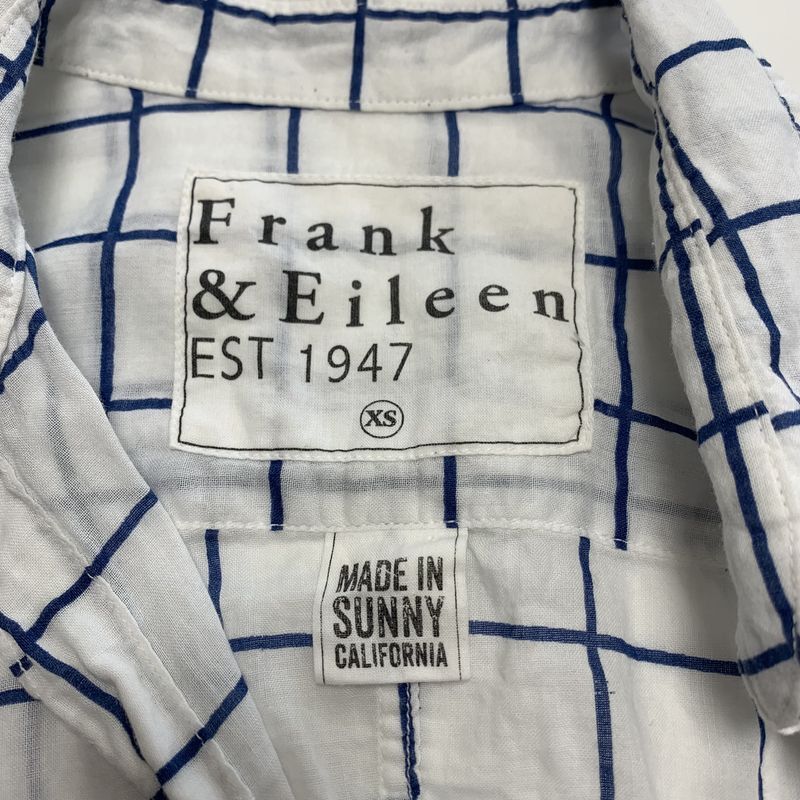 Frank
& Eileen
EST 1947
XS
MADE IN
SUNNY
CALIFORNIA